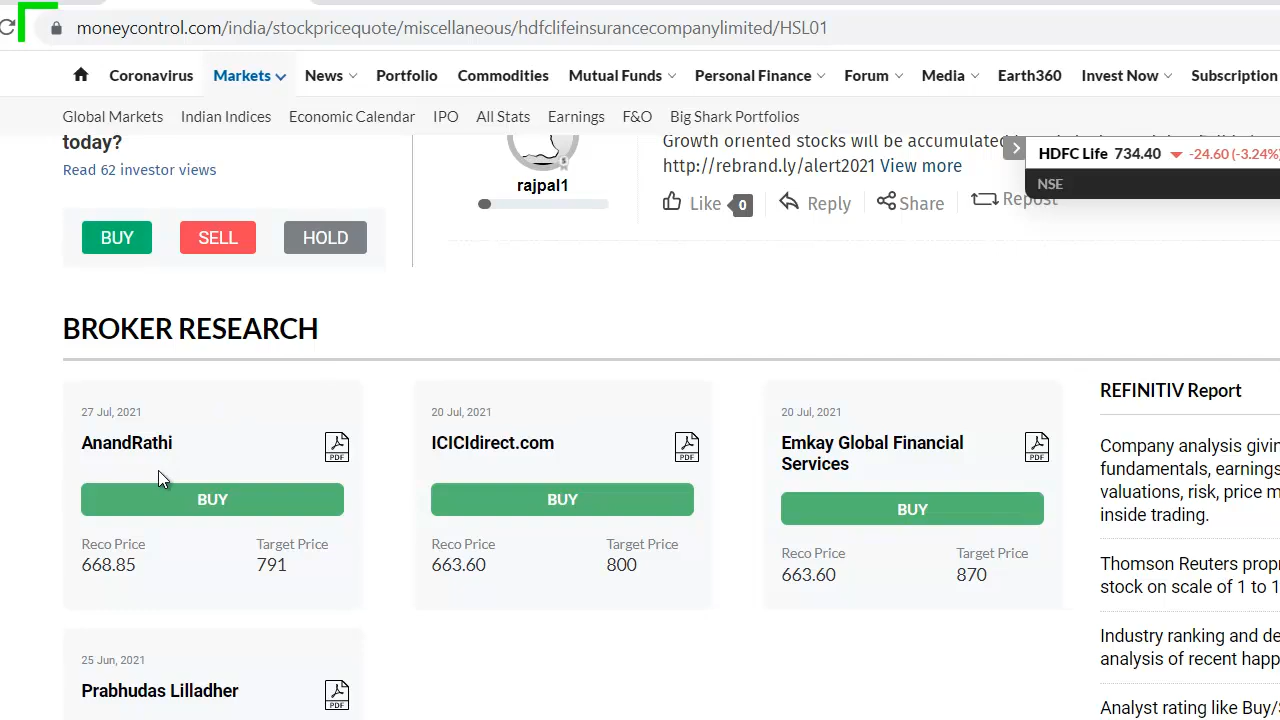 moneycontrol.com/india/stockpricequote/miscellaneous/hdfclifeinsurancecompanylimited/HSL01
Coronavirus Markets News Portfolio Commodities Mutual Funds Personal Finance Forum Media Earth360 Invest Now Subscription
Global Markets Indian Indices Economic Calendar IPO All Stats Earnings F&O Big Shark Portfolios
today?
Read 62 investor views
BUY SELL HOLD
rajpal1
Growth oriented stocks will be accumulated
http://rebrand.ly/alert2021 View more
Like 0 Reply Share Repost
HDFC Life 734.40 -24.60 (-3.24%)
NSE
BROKER RESEARCH
27 Jul, 2021
AnandRathi
PDF
BUY
Reco Price Target Price
668.85 791
20 Jul, 2021
ICICIdirect.com
PDF
BUY
Reco Price Target Price
663.60 800
20 Jul, 2021
Emkay Global Financial
Services
PDF
BUY
Reco Price Target Price
663.60 870
25 Jun, 2021
Prabhudas Lilladher
PDF
REFINITIV Report
Company analysis givin
fundamentals, earnings
valuations, risk, price m
inside trading.
Thomson Reuters propr
stock on scale of 1 to 1
Industry ranking and de
analysis of recent happ
Analyst rating like Buy/